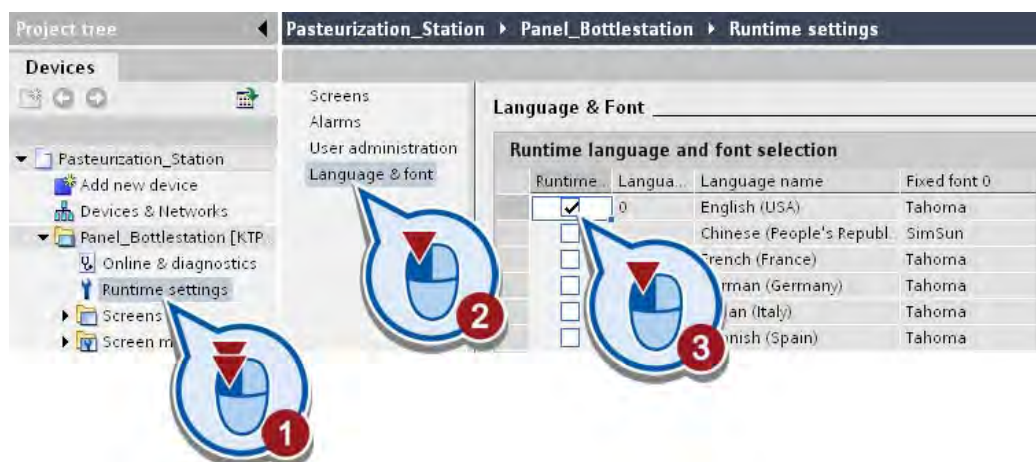 Project tree
Pasteurization_Station ▸ Panel_Bottlestation ▸ Runtime settings
Devices
Pasteurization_Station
Add new device
Devices & Networks
Panel_Bottlestation [KTP
Online & diagnostics
Runtime settings
Screens
Screen m
1
Screens
Alarms
User administration
Language & font
2
Language & Font
Runtime language and font selection
Runtime... Langua... Language name Fixed font 0
0 English (USA) Tahoma
Chinese (People's Republ. SimSun
French (France) Tahoma
rman (Germany) Tahoma
an (Italy) Tahoma
nish (Spain) Tahoma
3